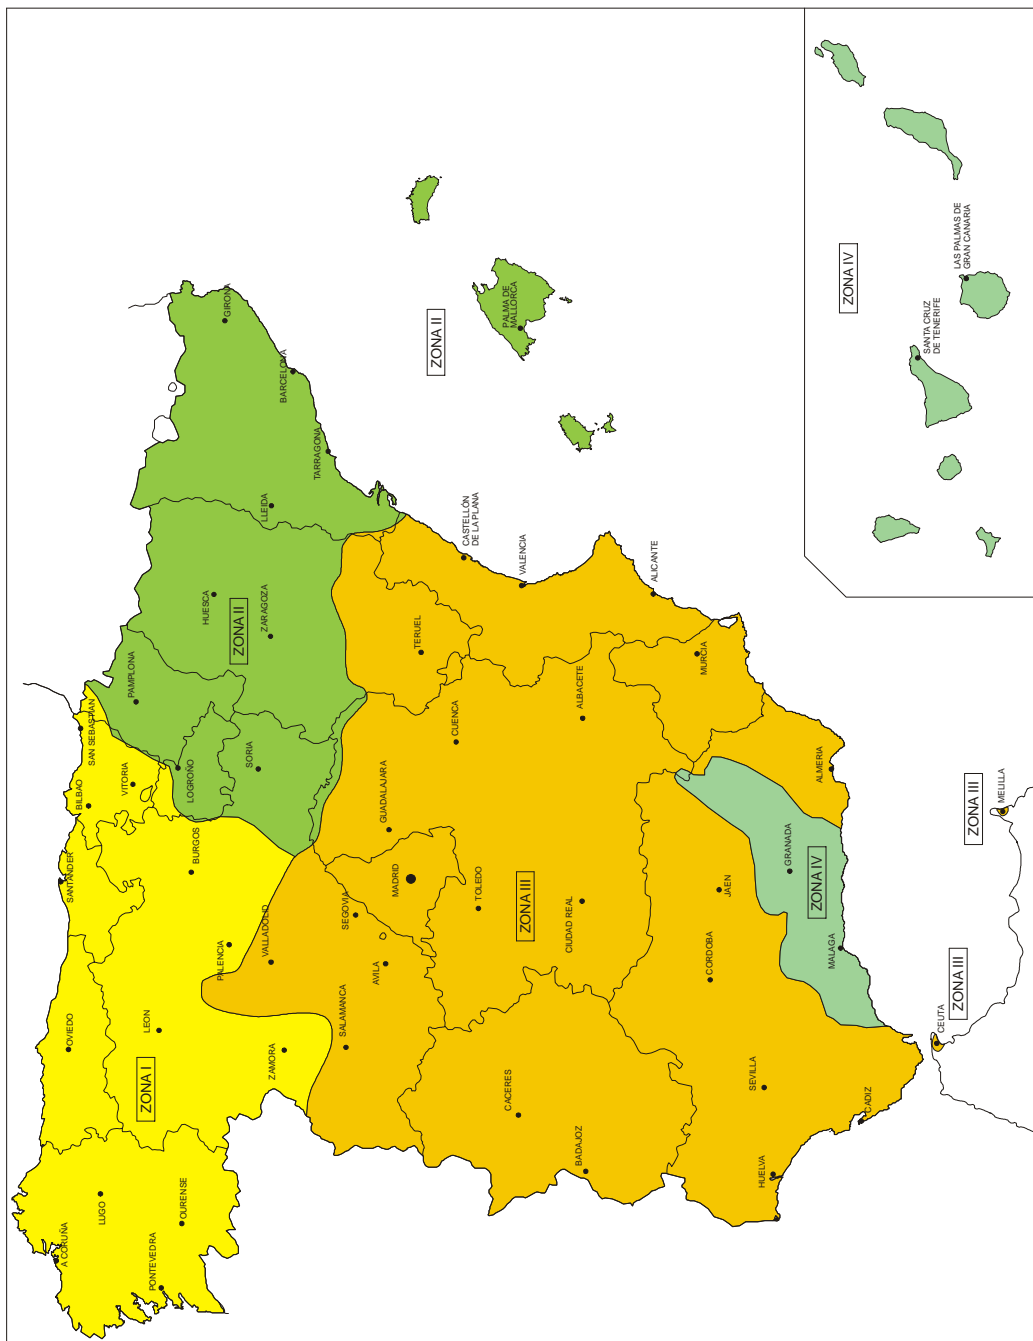 A CORUÑA
LUGO
PONTEVEDRA
OURENSE
OVIEDO
LEON
ZONA I
ZAMORA
SANTANDER
PALENCIA
BURGOS
VALLADOLID
BILBAO
SAN SEBASTIAN
VITORIA
PAMPLONA
LOGROÑO
SORIA
HUESCA
ZARAGOZA
ZONA II
LLEIDA
GIRONA
BARCELONA
TARRAGONA
ZONA II
PALMA DE
MALLORCA
SALAMANCA
AVILA
SEGOVIA
MADRID
GUADALAJARA
TERUEL
CUENCA
CASTELLÓN
DE LA PLANA
VALENCIA
ALICANTE
TOLEDO
ZONA III
CIUDAD REAL
ALBACETE
MURCIA
CACERES
BADAJOZ
HUELVA
SEVILLA
CADIZ
CORDOBA
JAEN
GRANADA
ZONA IV
MALAGA
ALMERIA
CEUTA
ZONA III
MELILLA
ZONA III
ZONA IV
SANTA CRUZ
DE TENERIFE
LAS PALMAS DE
GRAN CANARIA